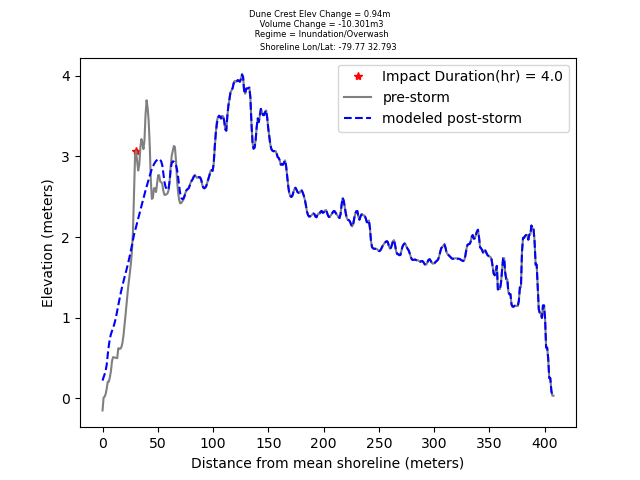 Dune Crest Elev Change = 0.94m
Volume Change = -10.301m3
Regime = Inundation/Overwash
Shoreline Lon/Lat: -79.77 32.793
Impact Duration(hr) = 4.0
pre-storm
modeled post-storm
Elevation (meters)
4
3
2
1
0
0 50 100 150 200 250 300 350 400
Distance from mean shoreline (meters)